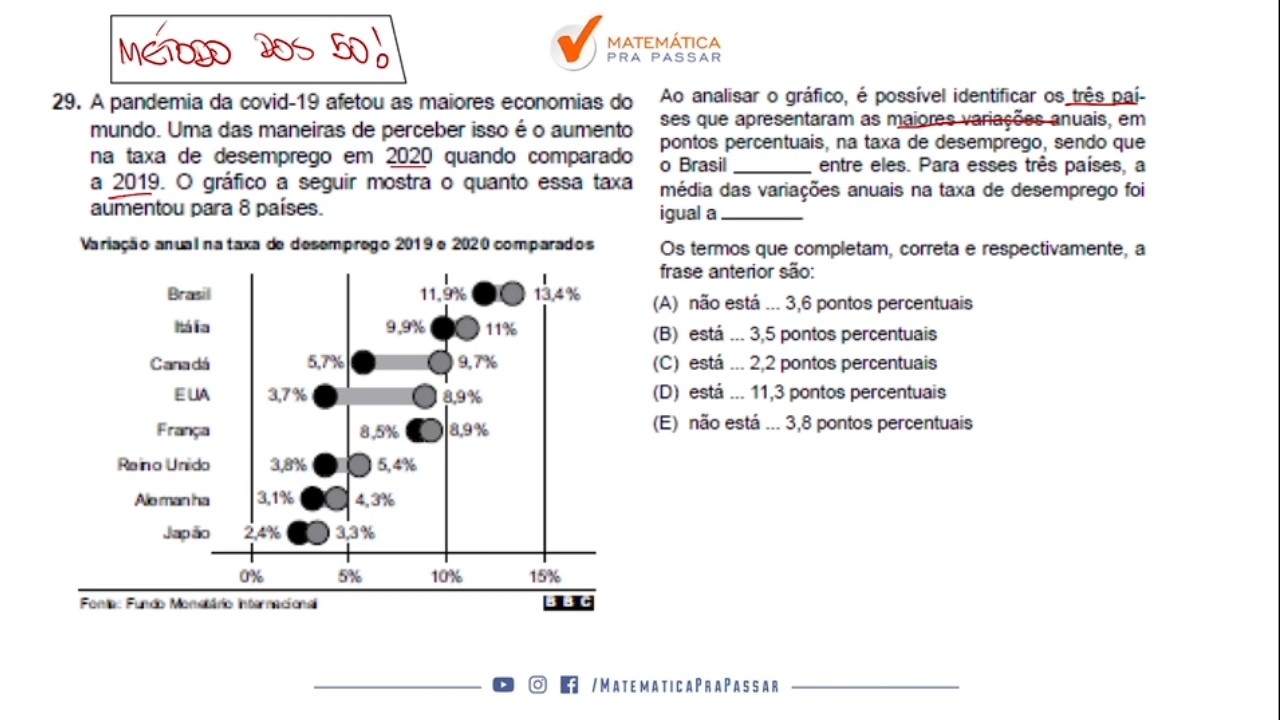 MÉTODO DOS 50!
MATEMÁTICA
PRA PASSAR
29. A pandemia da covid-19 afetou as maiores economias do
mundo. Uma das maneiras de perceber isso é o aumento
na taxa de desemprego em 2020 quando comparado
a 2019. O gráfico a seguir mostra o quanto essa taxa
aumentou para 8 países.
Variação anual na taxa de desemprego 2019 e 2020 comparados
Brasil 11,9% 13,4%
Itália 9,9% 11%
Canadá 5,7% 9,7%
EUA 3,7% 8,9%
França 8,5% 8,9%
Reino Unido 3,8% 5,4%
Alemanha 3,1% 4,3%
Japão 2,4% 3,3%
0% 5% 10% 15%
Fonte: Fundo Monetário Internacional
BBC
Ao analisar o gráfico, é possível identificar os três paí-
ses que apresentaram as maiores variações anuais, em
pontos percentuais, na taxa de desemprego, sendo que
o Brasil ________ entre eles. Para esses três países, a
média das variações anuais na taxa de desemprego foi
igual a ________
Os termos que completam, correta e respectivamente, a
frase anterior são:
(A) não está ... 3,6 pontos percentuais
(B) está ... 3,5 pontos percentuais
(C) está ... 2,2 pontos percentuais
(D) está ... 11,3 pontos percentuais
(E) não está ... 3,8 pontos percentuais
/MATEMATICAPRAPASSAR